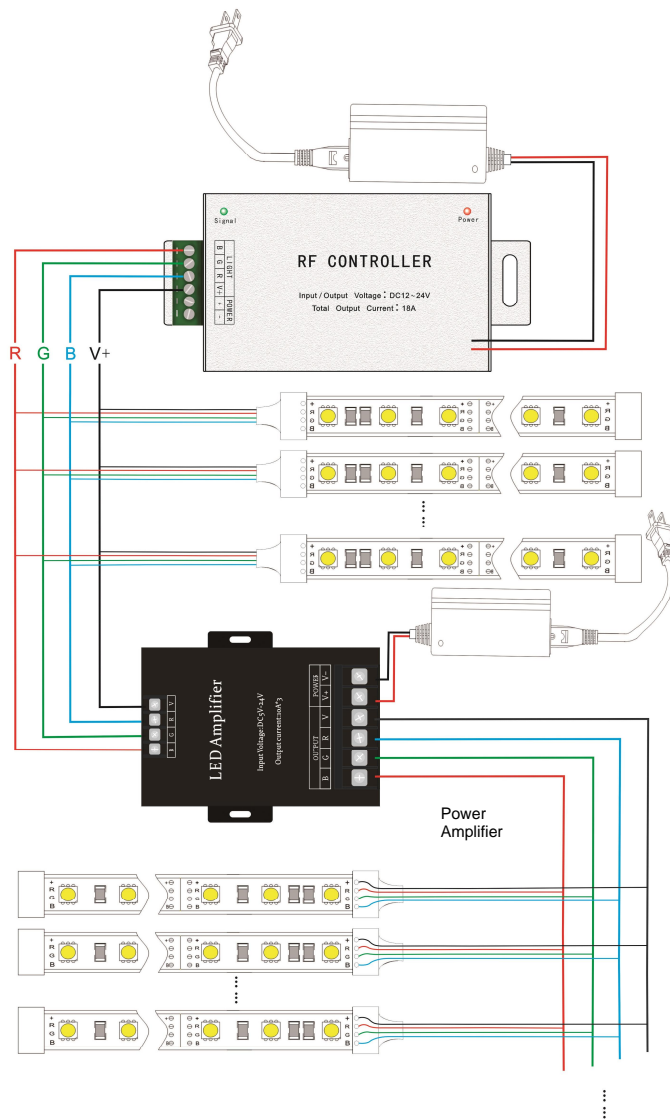 Signal
Power
RF CONTROLLER
Input/Output Voltage: DC12~24V
Total Output Current: 18A
LIGHT
POWER
B
G
R
V+
+
-
R G B V+
+
R
G
B
+
R
G
B
+
R
G
B
+
R
G
B
+
R
G
B
+
R
G
B
LED Amplifier
Input Voltage:DC5V-24V
Output current:10A*3
V
R
G
B
POWES
OUTPUT
V-
V+
V
R
G
B
Power
Amplifier
+
R
G
B
+
R
G
B
+
R
G
B
+
R
G
B
+
R
G
B
+
R
G
B